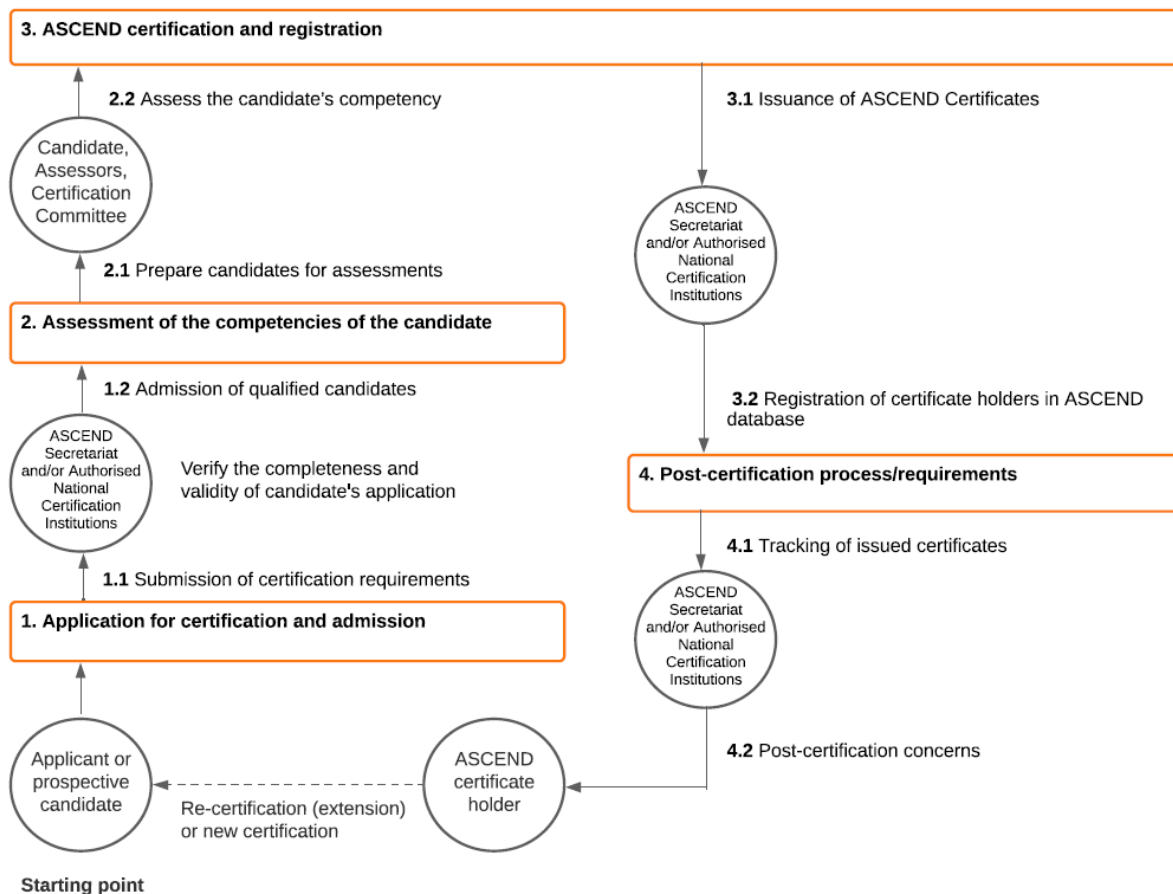 3. ASCEND certification and registration
2.2 Assess the candidate's competency
3.1 Issuance of ASCEND Certificates
Candidate,
Assessors,
Certification
Committee
ASCEND
Secretariat
and/or Authorised
National
Certification
Institutions
2.1 Prepare candidates for assessments
2. Assessment of the competencies of the candidate
1.2 Admission of qualified candidates
3.2 Registration of certificate holders in ASCEND
database
ASCEND
Secretariat
and/or Authorised
National
Certification
Institutions
Verify the completeness and
validity of candidate's application
4. Post-certification process/requirements
4.1 Tracking of issued certificates
1.1 Submission of certification requirements
1. Application for certification and admission
ASCEND
Secretariat
and/or Authorised
National
Certification
Institutions
4.2 Post-certification concerns
Applicant or
prospective
candidate
ASCEND
certificate
holder
Re-certification (extension)
or new certification
Starting point